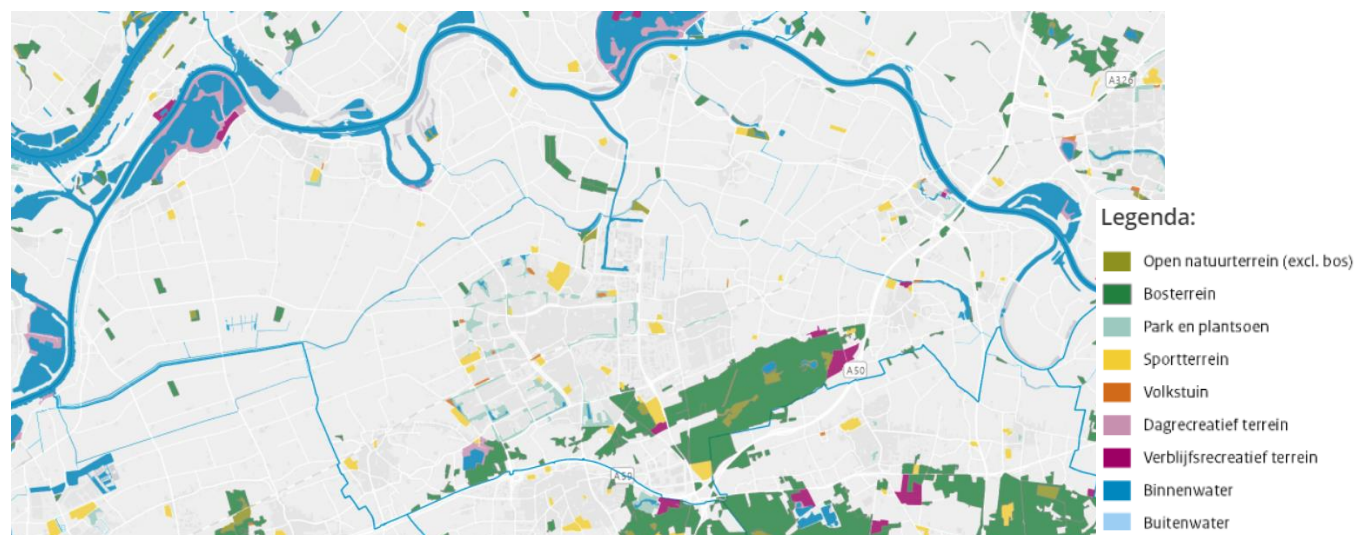 A326
Legenda:
Open natuurterrein (excl. bos)
Bosterrein
Park en plantsoen
Sportterrein
A50
Volkstuin
Dagrecreatief terrein
Verblijfsrecreatief terrein
A59
Binnenwater
Buitenwater